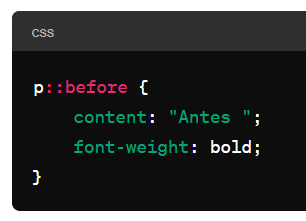 css
p::before {
    content: "Antes ";
    font-weight: bold;
}